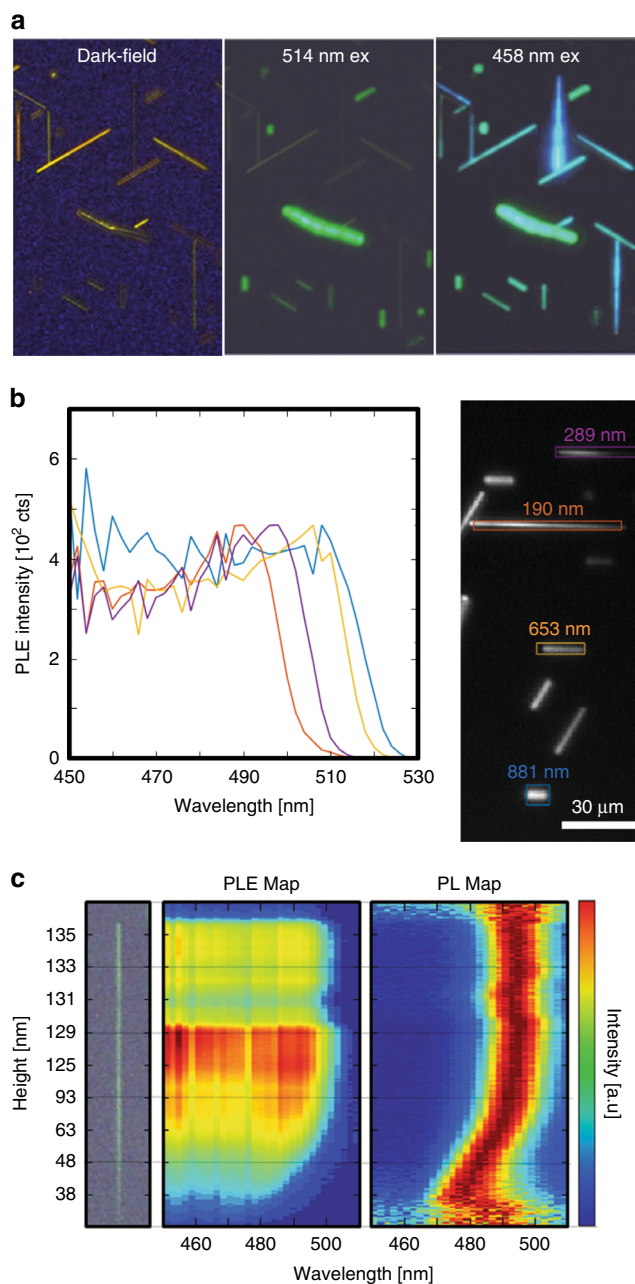 a
Dark-field
514 nm ex
458 nm ex
b
6
4
2
0
PLE intensity [10² cts]
450
470
490
510
530
Wavelength [nm]
289 nm
190 nm
653 nm
881 nm
30 µm
c
PLE Map
PL Map
Height [nm]
135
133
131
129
125
93
63
48
38
460
480
500
460
480
500
Wavelength [nm]
Intensity [a.u]